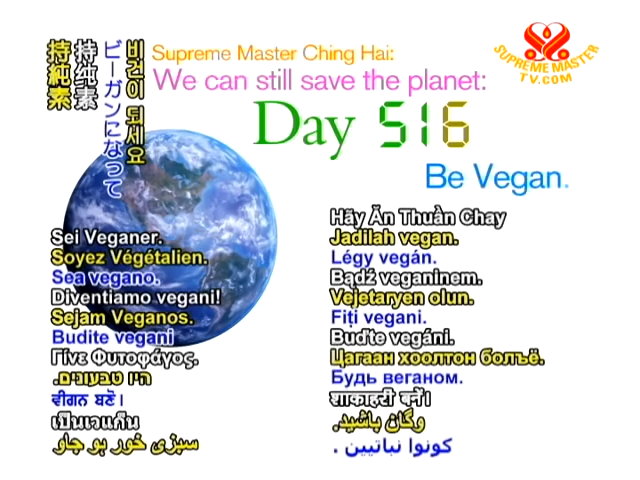 持純素
持纯素
ビーガンになって
비건이 되세요
Supreme Master Ching Hai:
We can still save the planet:
Day 516
Be Vegan.
SUPREME MASTER
TV.COM
Sei Veganer.
Soyez Végétalien.
Sea vegano.
Diventiamo vegani!
Sejam Veganos.
Budite vegani
Γίνε Φυτοφάγος.
היו טבעונים.
ਵੀਗਨ ਬਣੋ।
เป็นเวแก็น
سبزی خور ہو جاو
Hãy Ăn Thuần Chay
Jadilah vegan.
Légy vegán.
Bądź veganinem.
Vejetaryen olun.
Fiți vegani.
Buďte vegáni.
Цагаан хоолтон болъё.
Будь веганом.
शाकाहारी बनें।
وگان باشید.
كونوا نباتيين .